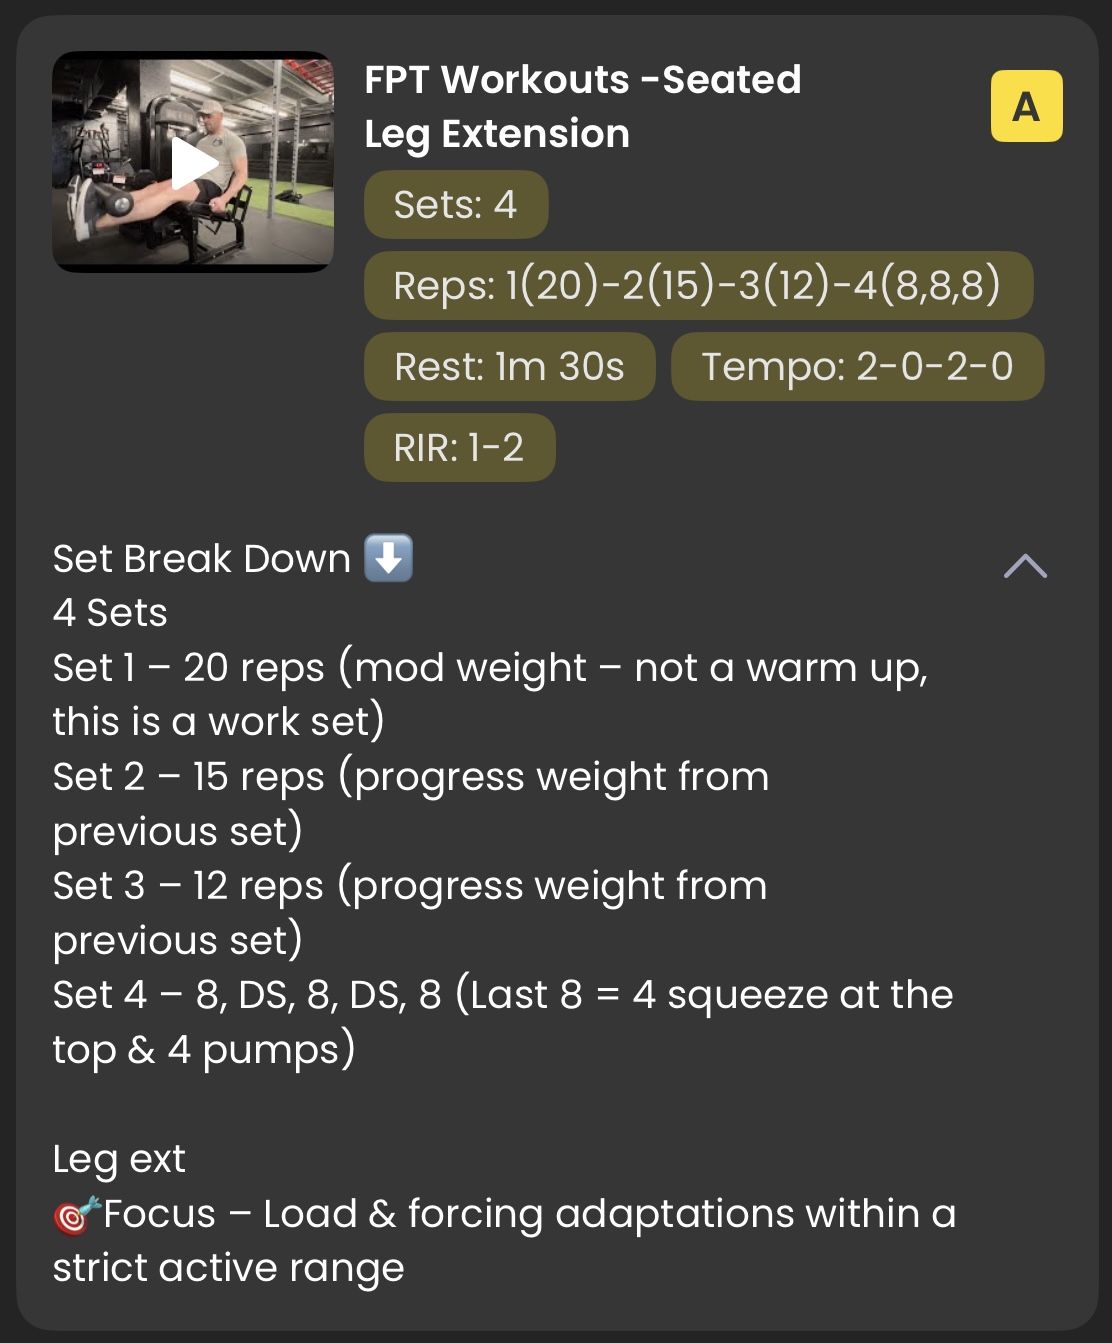 FPT Workouts -Seated
Leg Extension
A
Sets: 4
Reps: 1(20)-2(15)-3(12)-4(8,8,8)
Rest: 1m 30s
Tempo: 2-0-2-0
RIR: 1-2
Set Break Down ⬇️
4 Sets
Set 1 – 20 reps (mod weight – not a warm up,
this is a work set)
Set 2 – 15 reps (progress weight from
previous set)
Set 3 – 12 reps (progress weight from
previous set)
Set 4 – 8, DS, 8, DS, 8 (Last 8 = 4 squeeze at the
top & 4 pumps)
Leg ext
🎯Focus – Load & forcing adaptations within a
strict active range